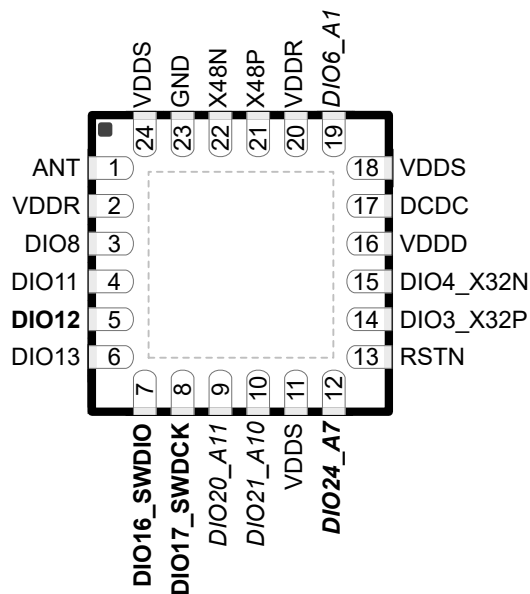 VDDS
GND
X48N
X48P
VDDR
DIO6_A1
24
23
22
21
20
19
ANT 1
VDDR 2
DIO8 3
DIO11 4
DIO12 5
DIO13 6
18 VDDS
17 DCDC
16 VDDD
15 DIO4_X32N
14 DIO3_X32P
13 RSTN
7
8
9
10
11
12
DIO16_SWDIO
DIO17_SWDCK
DIO20_A11
DIO21_A10
VDDS
DIO24_A7